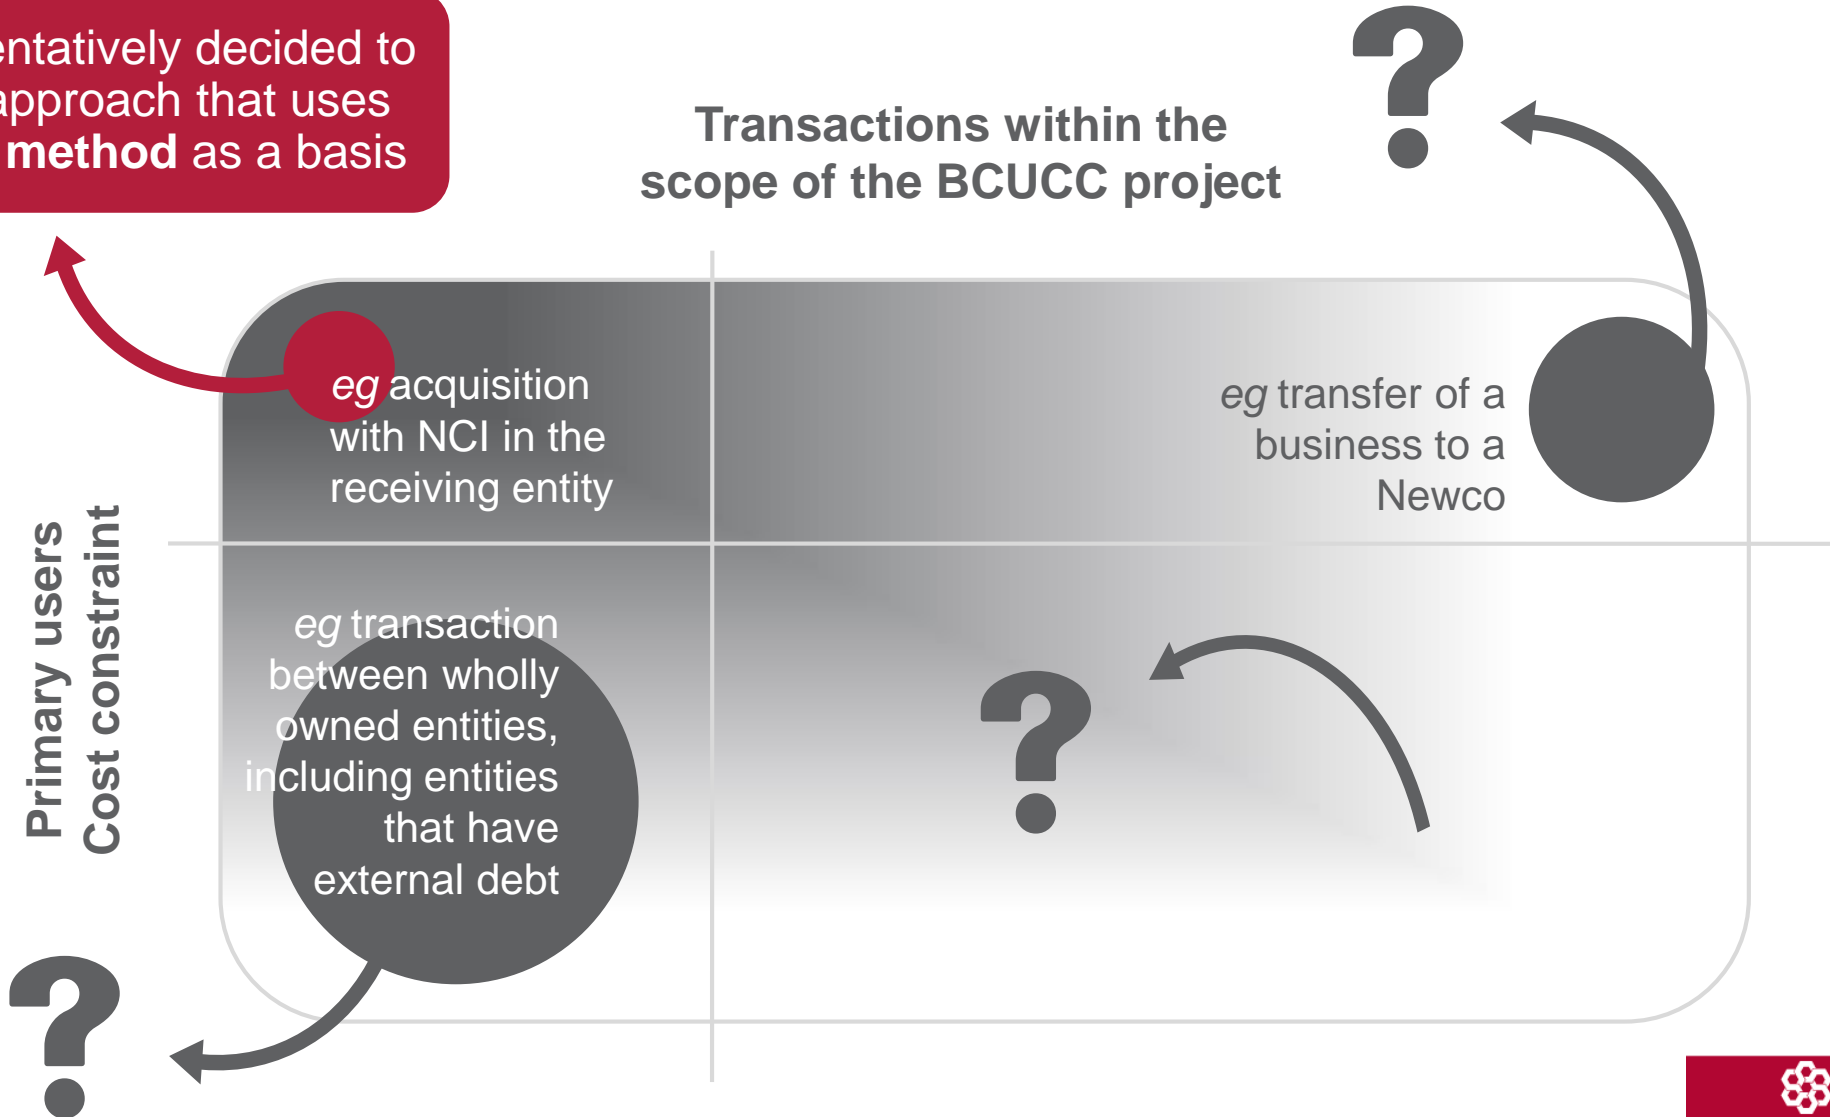 decided to
approach that uses
method as a basis
Transactions within the
scope of the BCUCC project
?
eg acquisition
with NCI in the
receiving entity
eg transfer of a
business to a
Newco
Primary users
Cost constraint
eg transaction
between wholly
owned entities,
including entities
that have
external debt
?
?